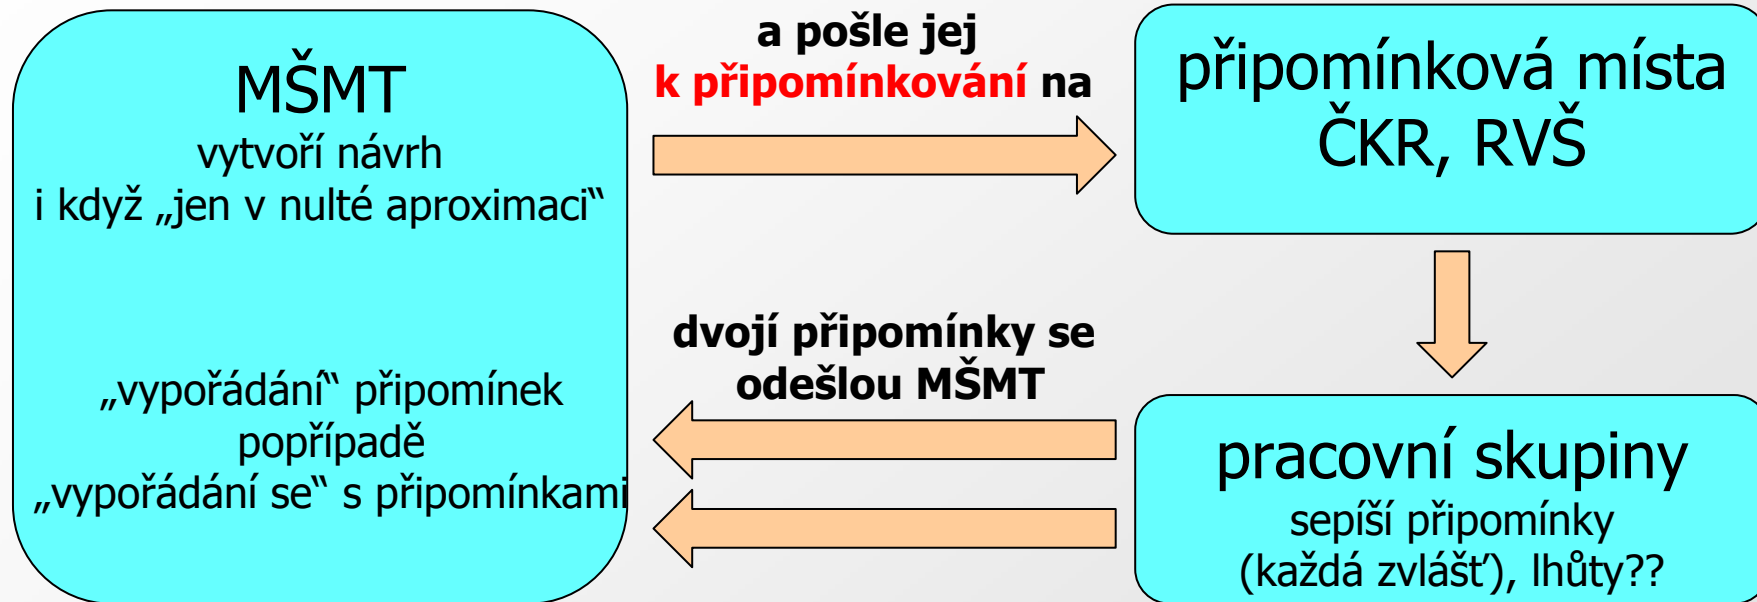 MŠMT
vytvoří návrh
i když „jen v nulté aproximaci“
a pošle jej
k připomínkování na
připomínková místa
ČKR, RVŠ
dvojí připomínky se
odešlou MŠMT
„vypořádání“ připomínek
popřípadě
„vypořádání se“ s připomínkami
pracovní skupiny
sepíší připomínky
(každá zvlášť), lhůty??